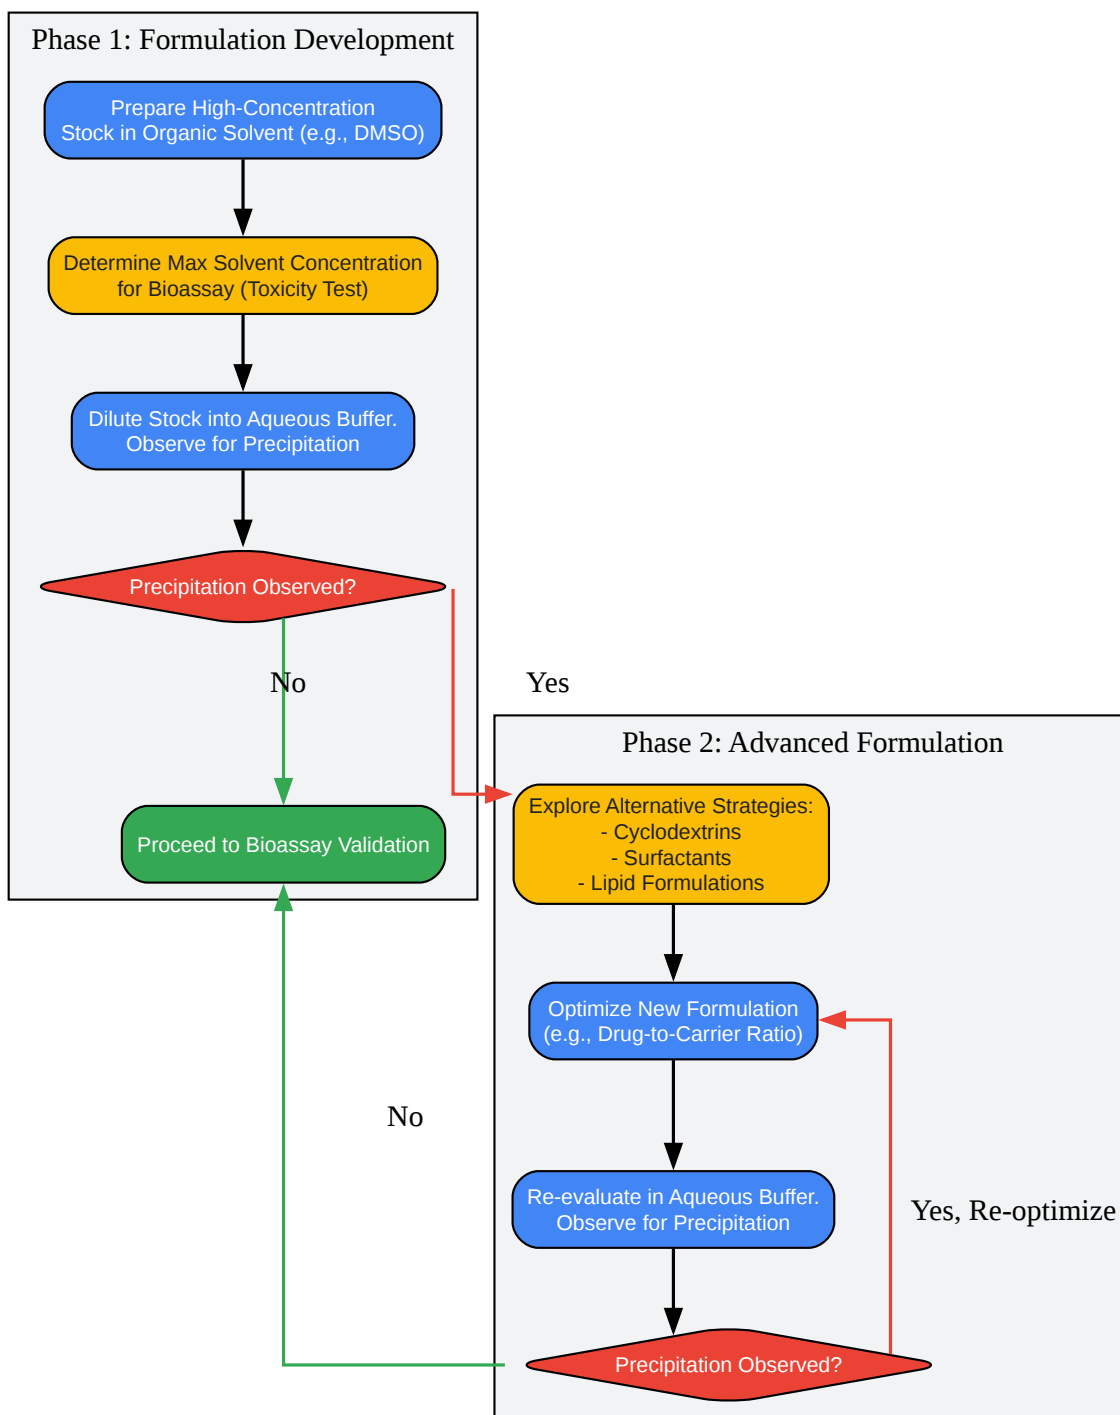 Phase 1: Formulation Development
Prepare High-Concentration
Stock in Organic Solvent (e.g., DMSO)
Determine Max Solvent Concentration
for Bioassay (Toxicity Test)
Dilute Stock into Aqueous Buffer.
Observe for Precipitation
Precipitation Observed?
No
Yes
Proceed to Bioassay Validation
Phase 2: Advanced Formulation
Explore Alternative Strategies:
- Cyclodextrins
- Surfactants
- Lipid Formulations
Optimize New Formulation
(e.g., Drug-to-Carrier Ratio)
No
Re-evaluate in Aqueous Buffer.
Observe for Precipitation
Yes, Re-optimize
Precipitation Observed?